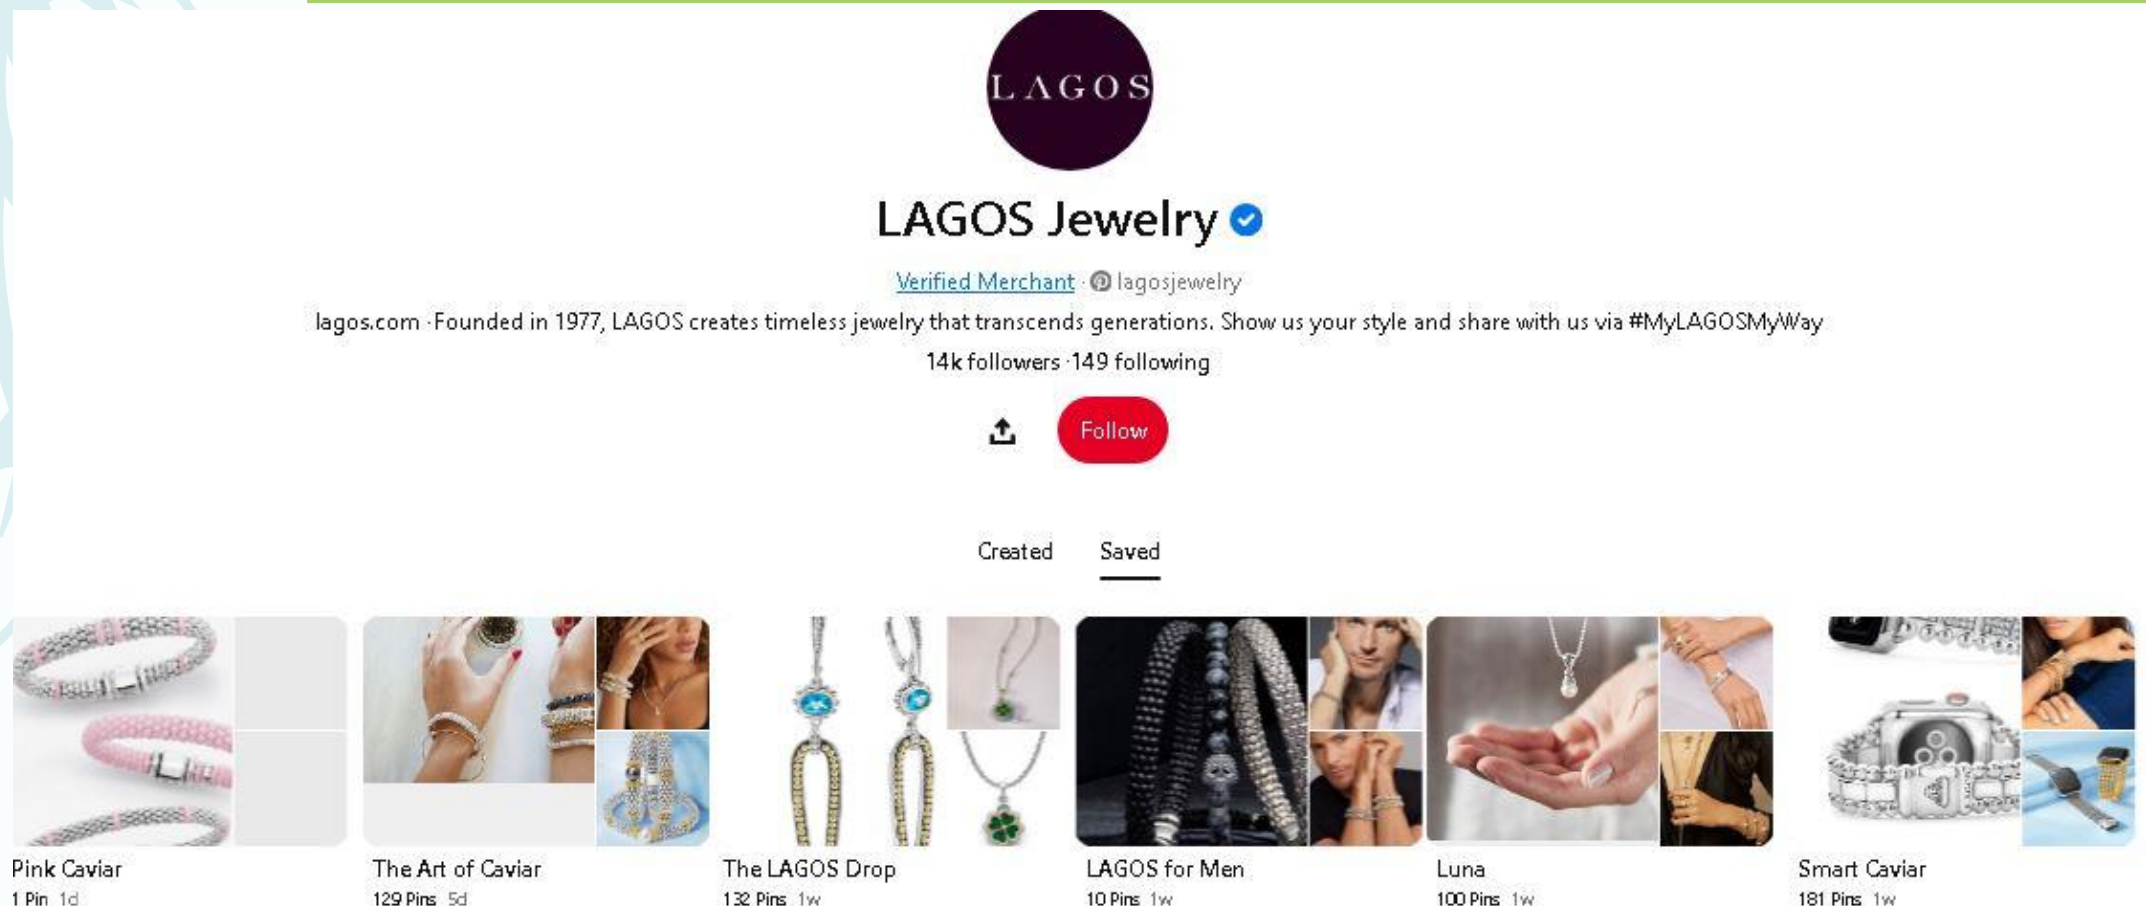 LAGOS
LAGOS Jewelry
Verified Merchant · lagosjewelry
lagos.com ·Founded in 1977, LAGOS creates timeless jewelry that transcends generations. Show us your style and share with us via #MyLAGOSMyWay
14k followers ·149 following
Follow
Created Saved
Pink Caviar The Art of Caviar The LAGOS Drop LAGOS for Men Luna Smart Caviar
1 Pin 1d 129 Pins 5d 132 Pins 1w 10 Pins 1w 100 Pins 1w 181 Pins 1w